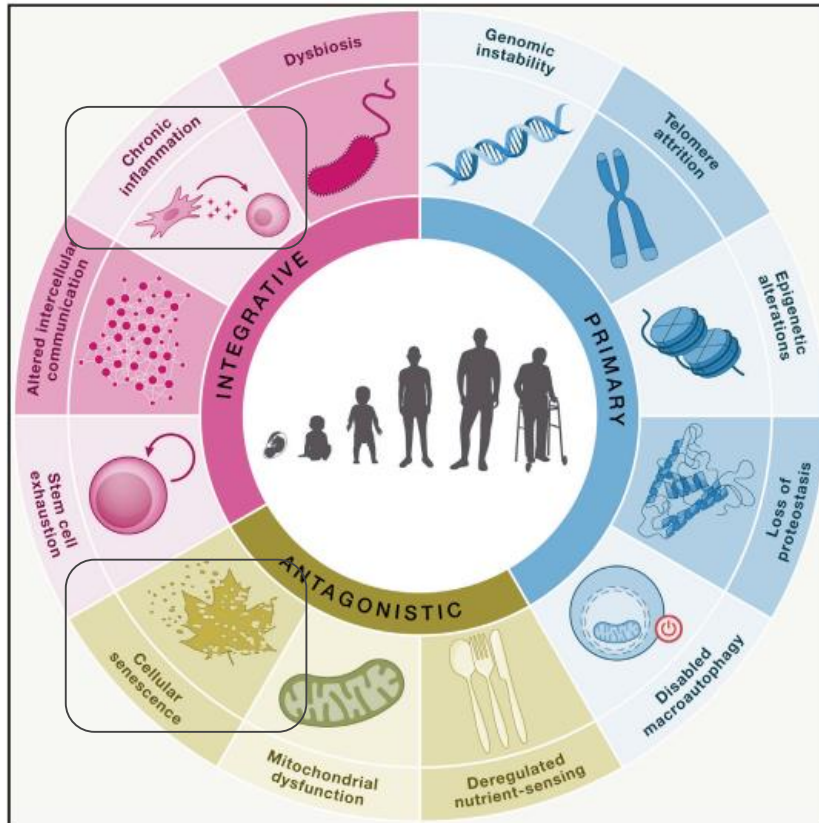 Dysbiosis
Genomic
instability
Telomere
attrition
Epigenetic
alterations
Loss of
proteostasis
Disabled
macroautophagy
Deregulated
nutrient-sensing
Mitochondrial
dysfunction
Cellular
senescence
Stem cell
exhaustion
Altered intercellular
communication
Chronic
inflammation
INTEGRATIVE
PRIMARY
ANTAGONISTIC